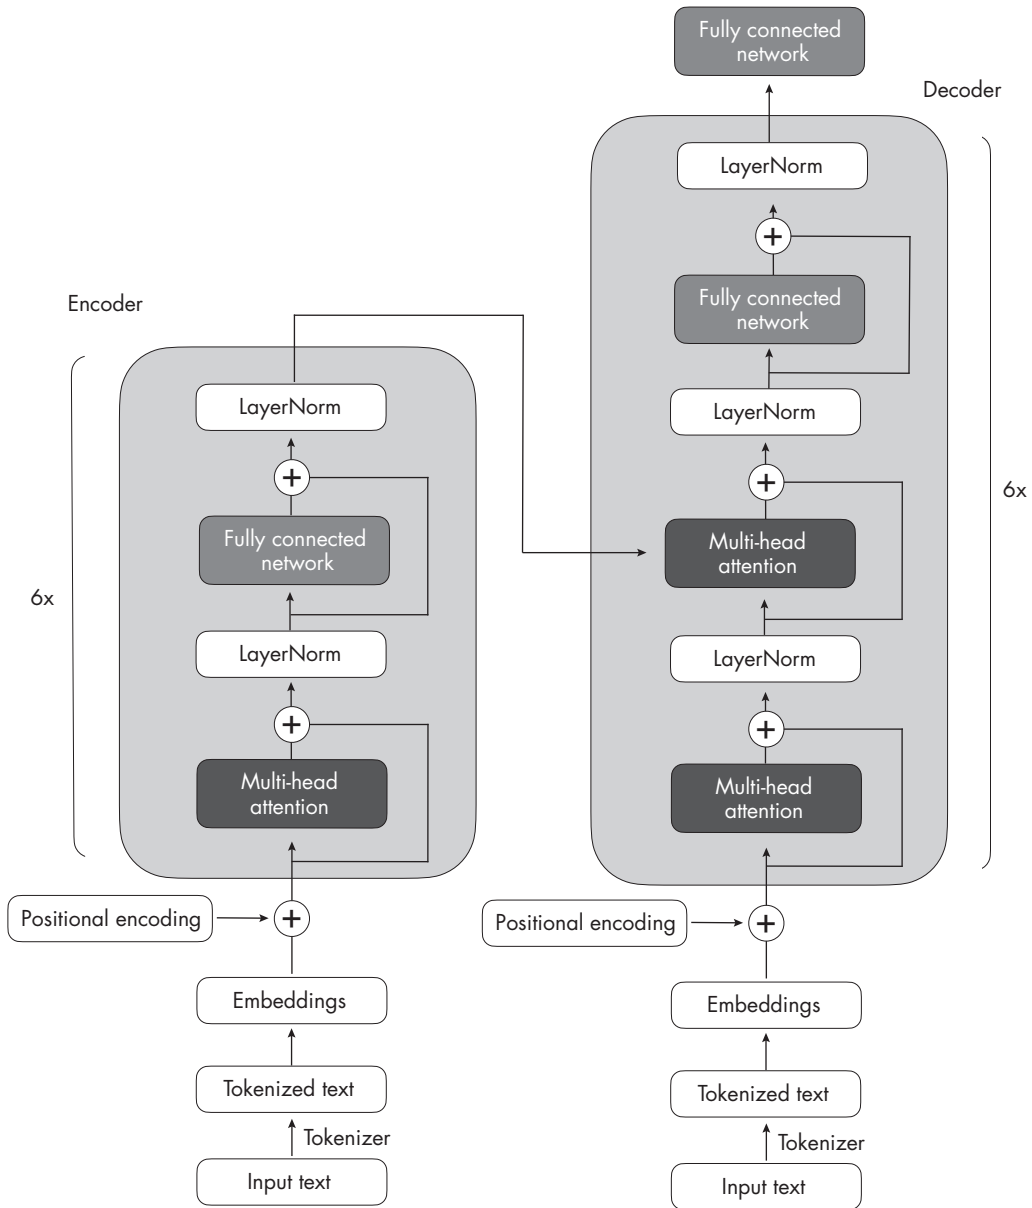 Fully connected
network
Decoder
LayerNorm
Fully connected
network
LayerNorm
Multi-head
attention
LayerNorm
Multi-head
attention
6x
Positional encoding
Embeddings
Tokenized text
Tokenizer
Input text
Encoder
LayerNorm
Fully connected
network
6x
LayerNorm
Multi-head
attention
Positional encoding
Embeddings
Tokenized text
Tokenizer
Input text
+
+
+
+
+
+
+